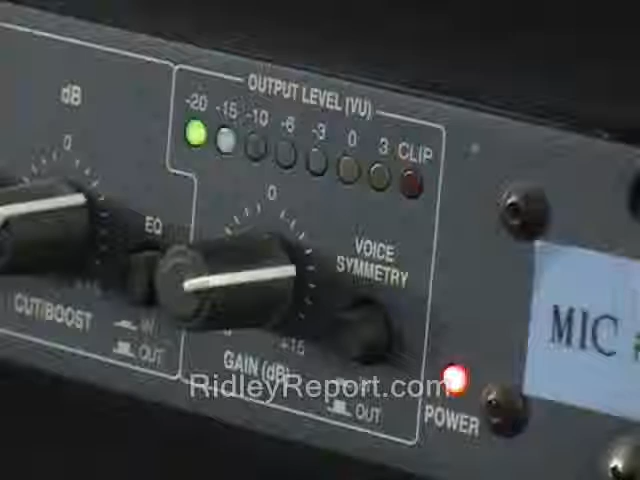 dB
0
OUTPUT LEVEL (VU)
-20 -15 -10 -6 -3 0 3 CLIP
0
EQ
VOICE
SYMMETRY
CUT/BOOST
IN
OUT
+15
GAIN (dB)
OUT
POWER
MIC
RidleyReport.com